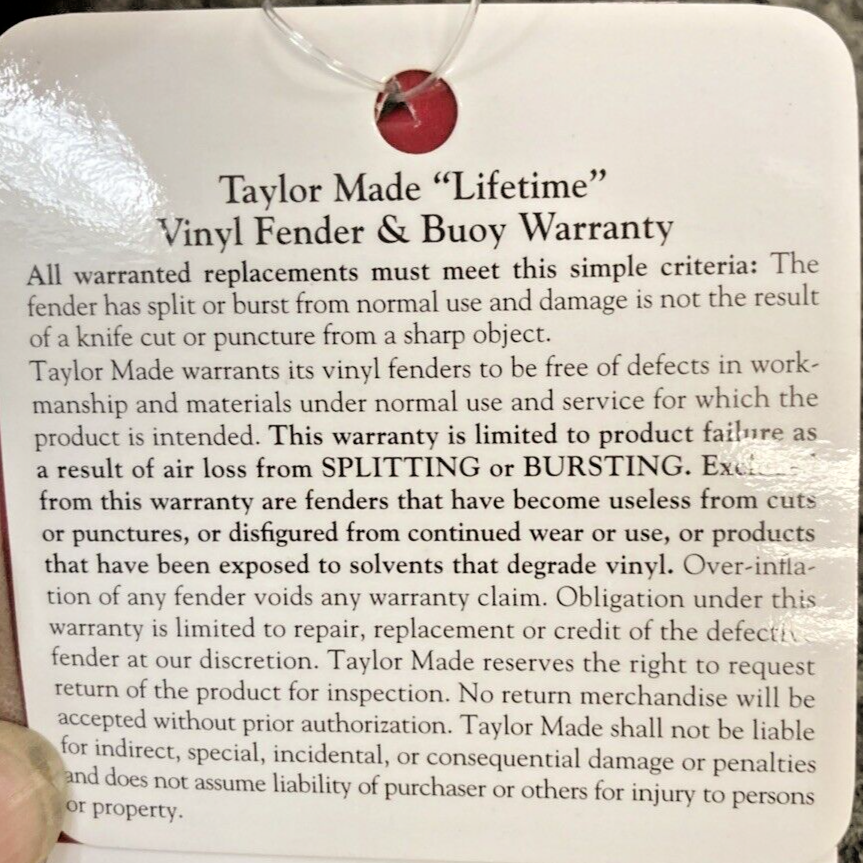 Taylor Made “Lifetime”
Vinyl Fender & Buoy Warranty
All warranted replacements must meet this simple criteria: The
fender has split or burst from normal use and damage is not the result
of a knife cut or puncture from a sharp object.
Taylor Made warrants its vinyl fenders to be free of defects in work-
manship and materials under normal use and service for which the
product is intended. This warranty is limited to product failure as
a result of air loss from SPLITTING or BURSTING.
from this warranty are fenders that have become useless from cuts
or punctures, or disfigured from continued wear or use, or products
that have been exposed to solvents that degrade vinyl. Over-infla-
tion of any fender voids any warranty claim. Obligation under this
warranty is limited to repair, replacement or credit of the defective
fender at our discretion. Taylor Made reserves the right to request
return of the product for inspection. No return merchandise will be
accepted without prior authorization. Taylor Made shall not be liable
for indirect, special, incidental, or consequential damage or penalties
and does not assume liability of purchaser or others for injury to persons
or property.